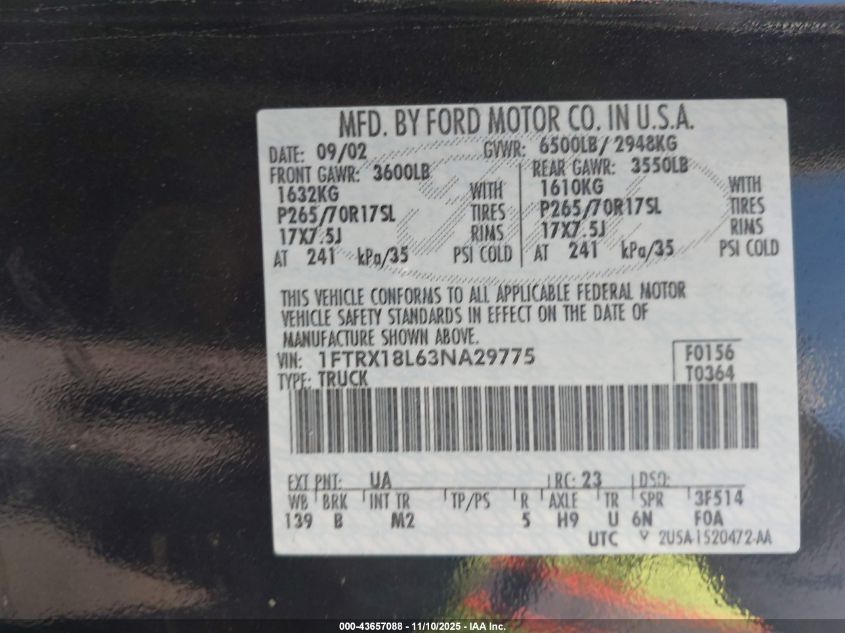 MFD. BY FORD MOTOR CO. IN U.S.A.
DATE: 09/02 GVWR: 6500LB/ 2948KG
FRONT GAWR: 3600LB REAR GAWR: 3550LB
1632KG WITH 1610KG WITH
P265/70R17SL TIRES P265/70R17SL TIRES
17X7.5J RIMS 17X7.5J RIMS
AT 241 kPa/35 PSI COLD AT 241 kPa/35 PSI COLD
THIS VEHICLE CONFORMS TO ALL APPLICABLE FEDERAL MOTOR
VEHICLE SAFETY STANDARDS IN EFFECT ON THE DATE OF
MANUFACTURE SHOWN ABOVE.
VIN: 1FTRX18L63NA29775 F0156
TYPE: TRUCK T0364
EXT PNT: UA RC: 23 DSO:
WB BRK INT TR TP/PS R AXLE TR SPR 3F514
139 B M2 5 H9 U 6N FOA
UTC V 2USA-1520472-AA
000-43657088 - 11/10/2025 - IAA Inc.